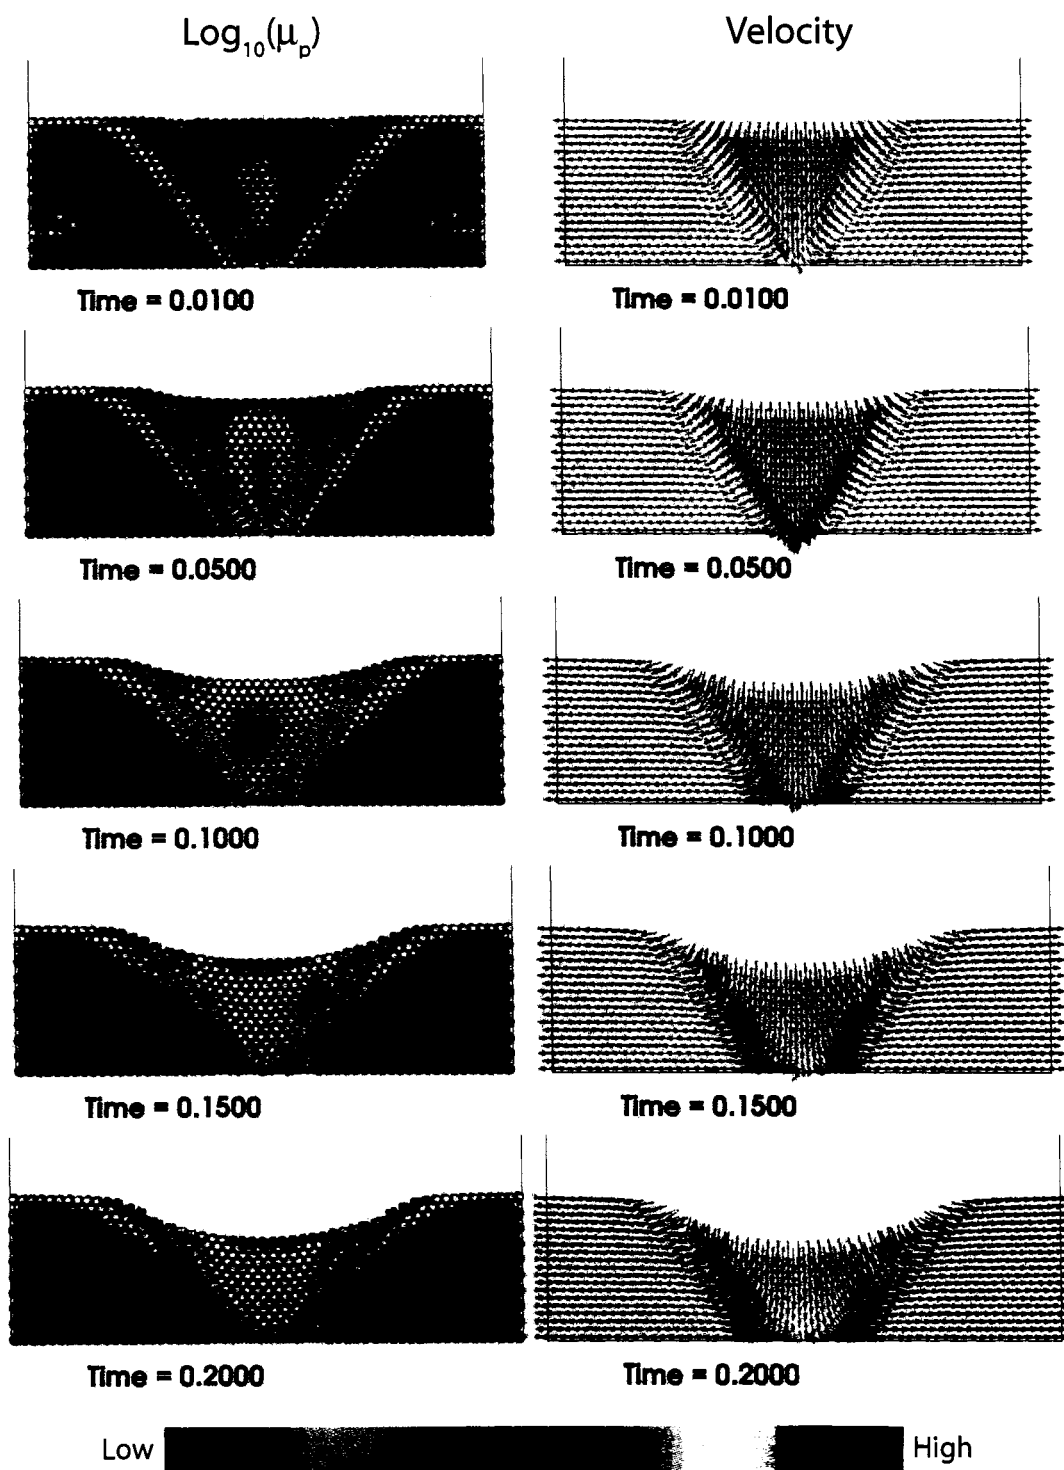 Log₁₀(μₚ) Velocity
Time = 0.0100 Time = 0.0100
Time = 0.0500 Time = 0.0500
Time = 0.1000 Time = 0.1000
Time = 0.1500 Time = 0.1500
Time = 0.2000 Time = 0.2000
Low High